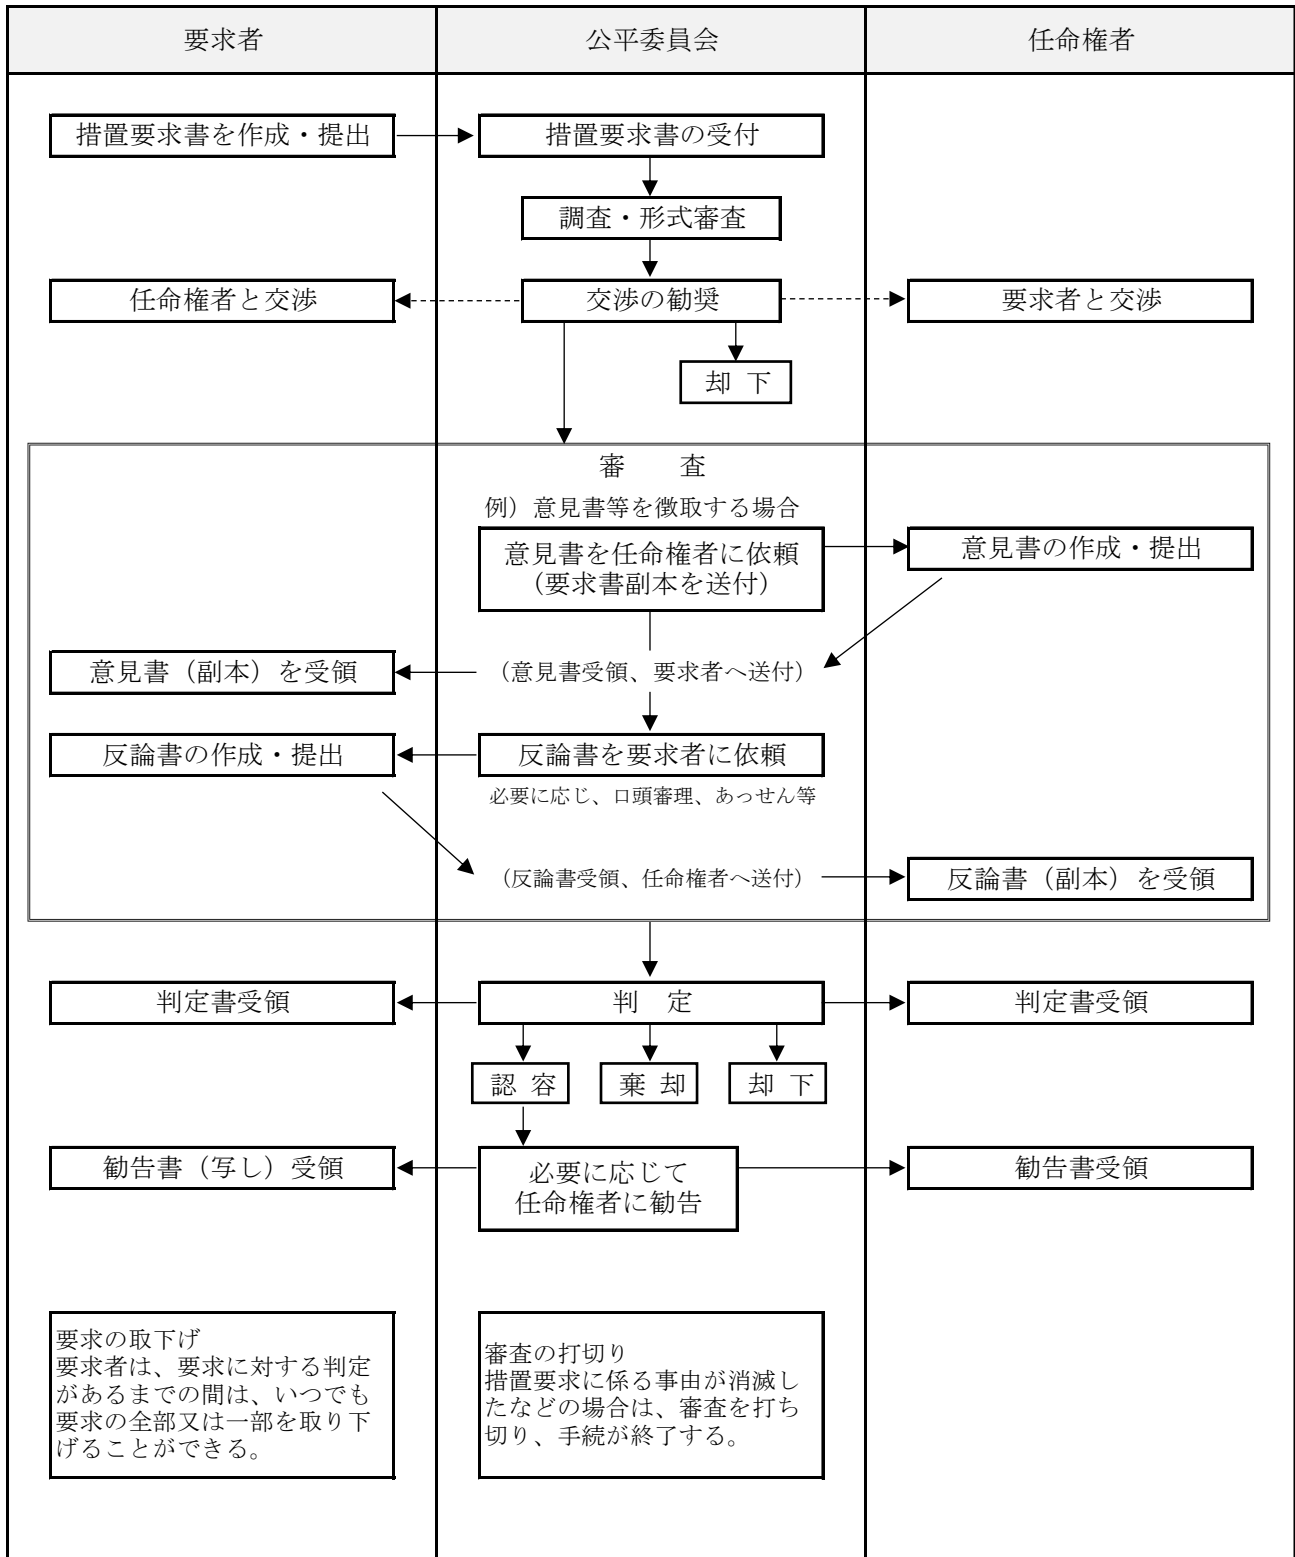 要求者
公平委員会
任命権者
措置要求書を作成・提出
措置要求書の受付
調査・形式審査
任命権者と交渉
交渉の勧奨
要求者と交渉
却 下
審 査
例）意見書等を徴取する場合
意見書を任命権者に依頼
（要求書副本を送付）
意見書の作成・提出
意見書（副本）を受領
（意見書受領、要求者へ送付）
反論書の作成・提出
反論書を要求者に依頼
必要に応じ、口頭審理、あっせん等
（反論書受領、任命権者へ送付）
反論書（副本）を受領
判定書受領
判 定
判定書受領
認 容
棄 却
却 下
勧告書（写し）受領
必要に応じて
任命権者に勧告
勧告書受領
要求の取下げ
要求者は、要求に対する判定
があるまでの間は、いつでも
要求の全部又は一部を取り下
げることができる。
審査の打切り
措置要求に係る事由が消滅し
たなどの場合は、審査を打ち
切り、手続が終了する。